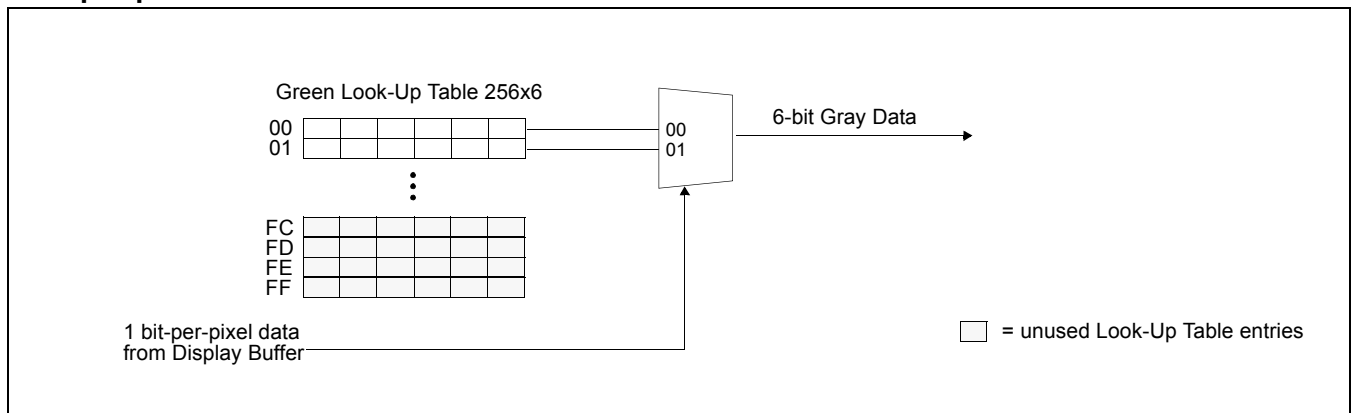 Green Look-Up Table 256x6
00
01
00
01
6-bit Gray Data
FC
FD
FE
FF
1 bit-per-pixel data
from Display Buffer
= unused Look-Up Table entries